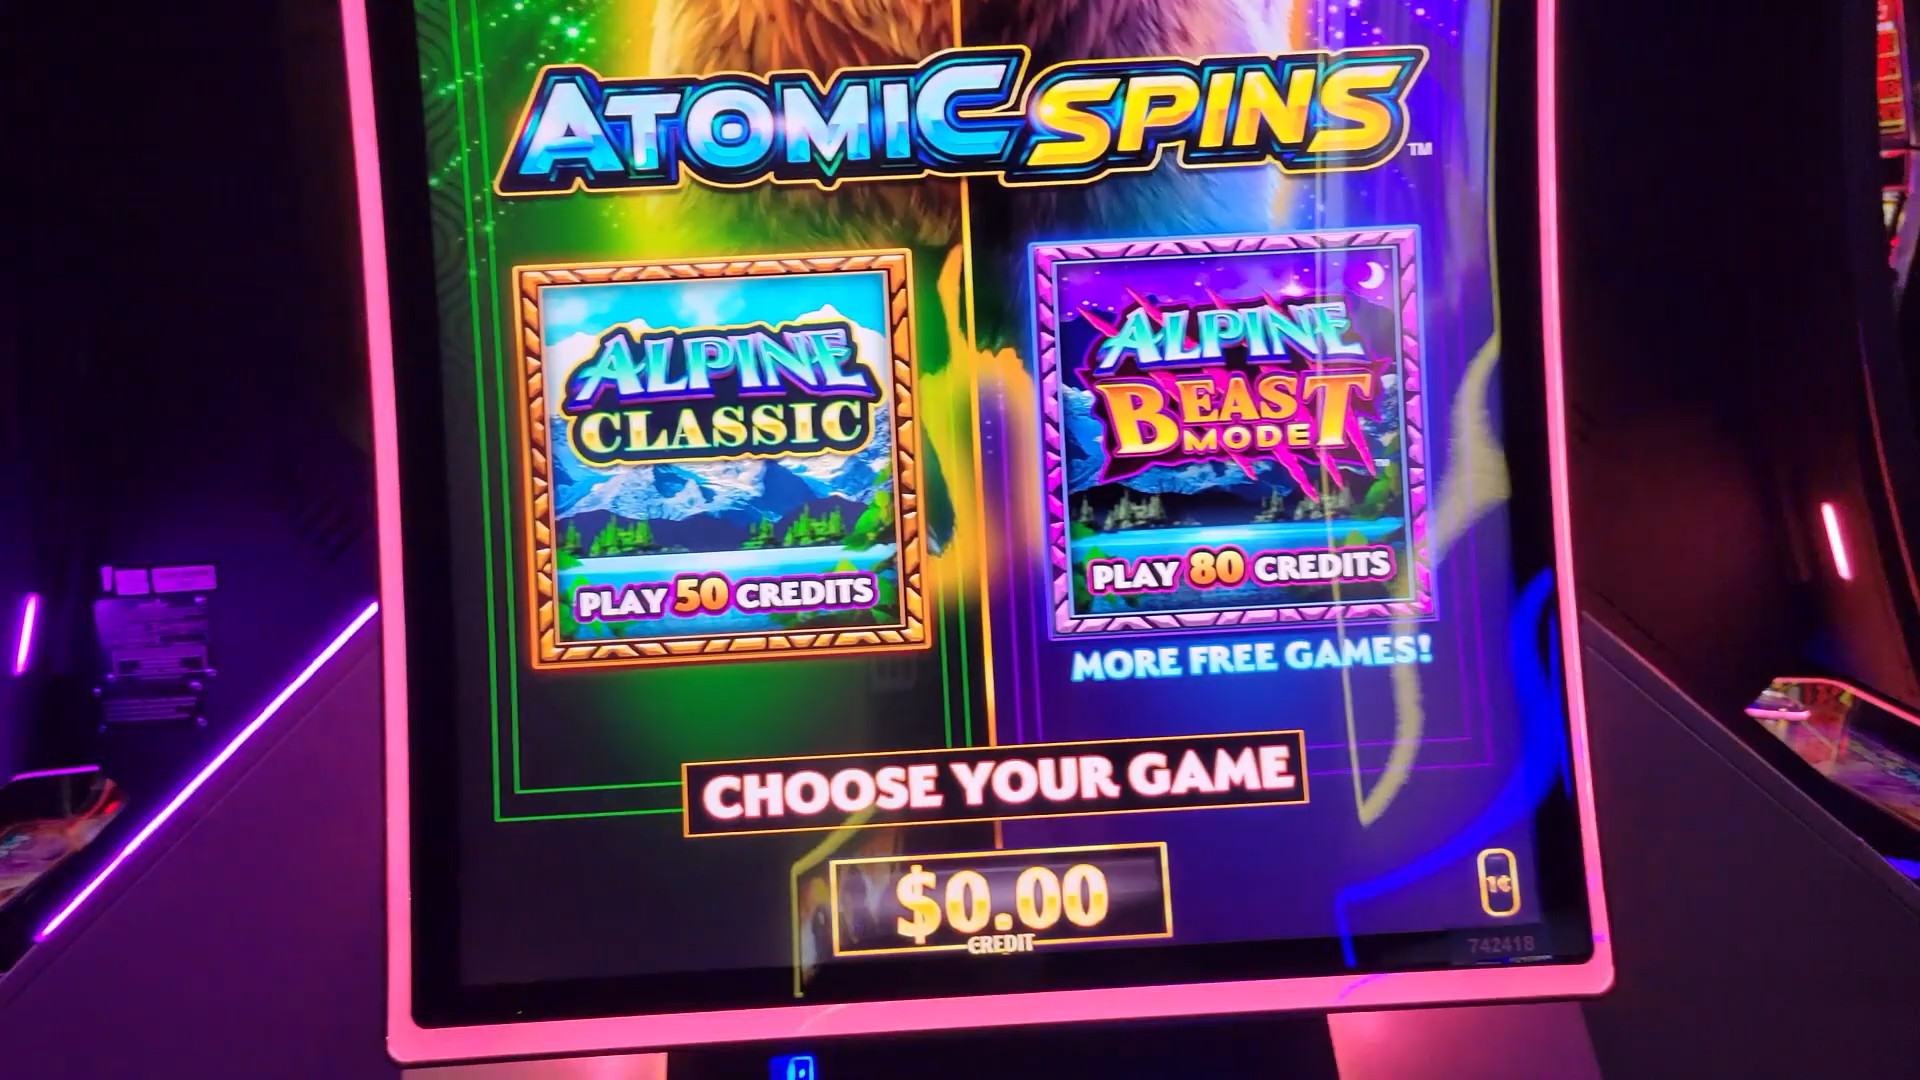 ATOMIC SPINS™
ALPINE
CLASSIC
PLAY 50 CREDITS
ALPINE
BEAST
MODE
PLAY 80 CREDITS
MORE FREE GAMES!
CHOOSE YOUR GAME
$0.00
CREDIT
1¢
742418